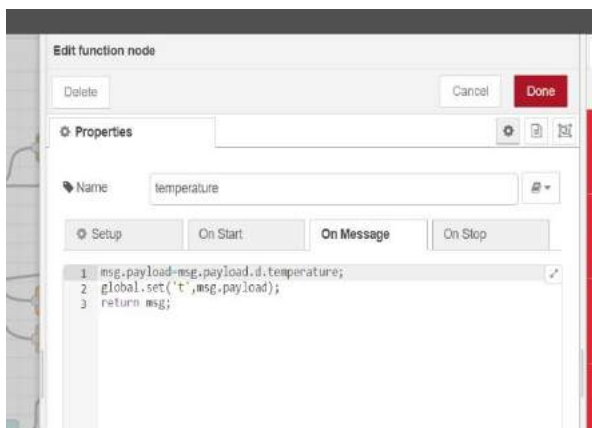 Edit function node
Delete Cancel Done
Properties
Name temperature
Setup On Start On Message On Stop
1 msg.payload=msg.payload.d.temperature;
2 global.set('t',msg.payload);
3 return msg;